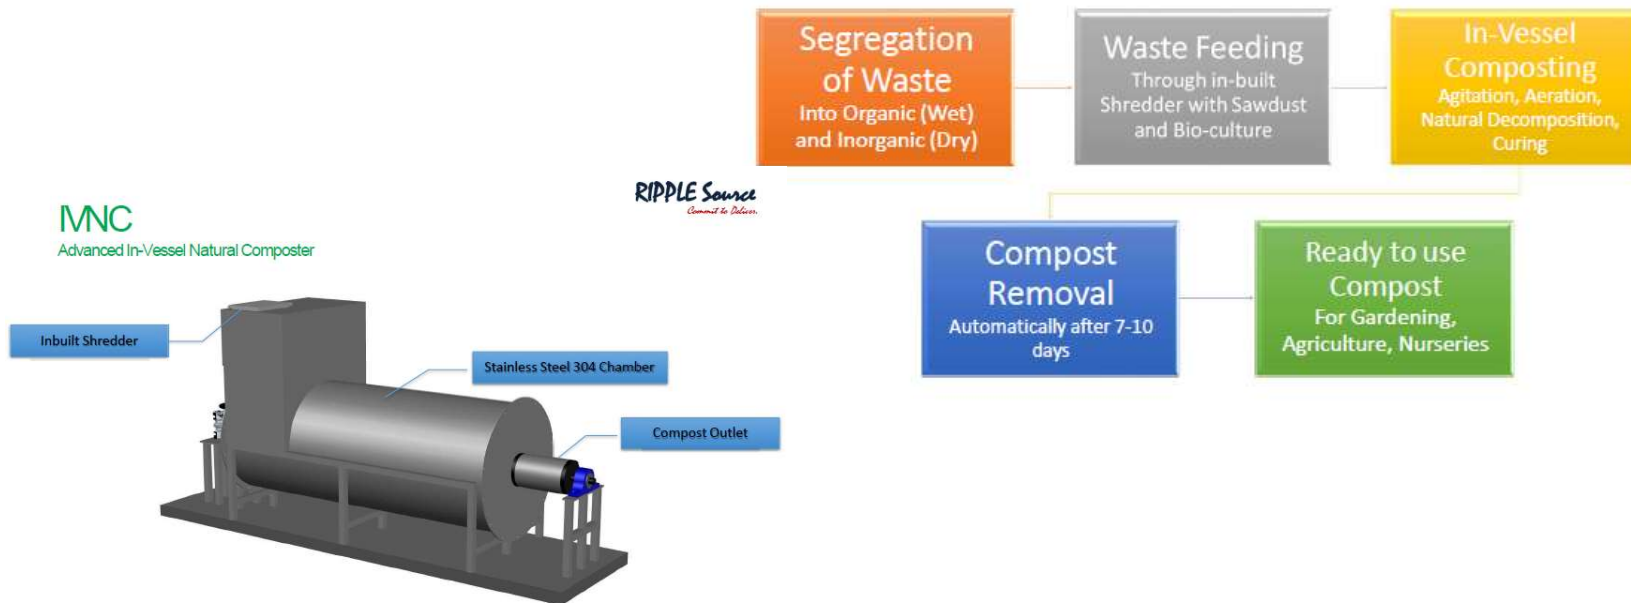 Segregation
of Waste
Into Organic (Wet)
and Inorganic (Dry)
Waste Feeding
Through in-built
Shredder with Sawdust
and Bio-culture
In-Vessel
Composting
Agitation, Aeration,
Natural Decomposition,
Curing
RIPPLE Source
Commit to Deliver.
IVNC
Advanced In-Vessel Natural Composter
Compost
Removal
Automatically after 7-10
days
Ready to use
Compost
For Gardening,
Agriculture, Nurseries
Inbuilt Shredder
Stainless Steel 304 Chamber
Compost Outlet